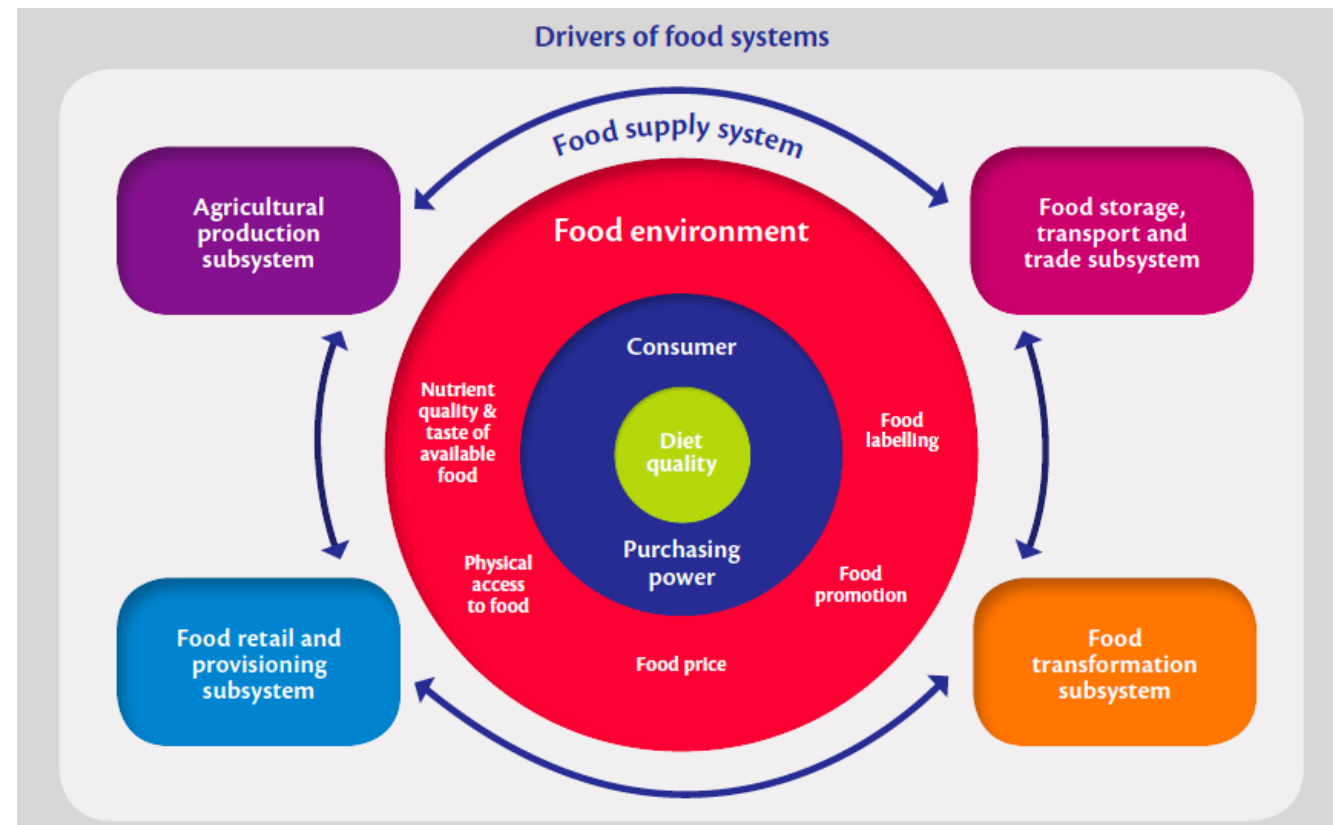 Drivers of food systems
Food supply system
Agricultural
production
subsystem
Food storage,
transport and
trade subsystem
Food environment
Consumer
Nutrient
quality &
taste of
available
food
Diet
quality
Food
labelling
Purchasing
power
Physical
access
to food
Food
promotion
Food price
Food retail and
provisioning
subsystem
Food
transformation
subsystem